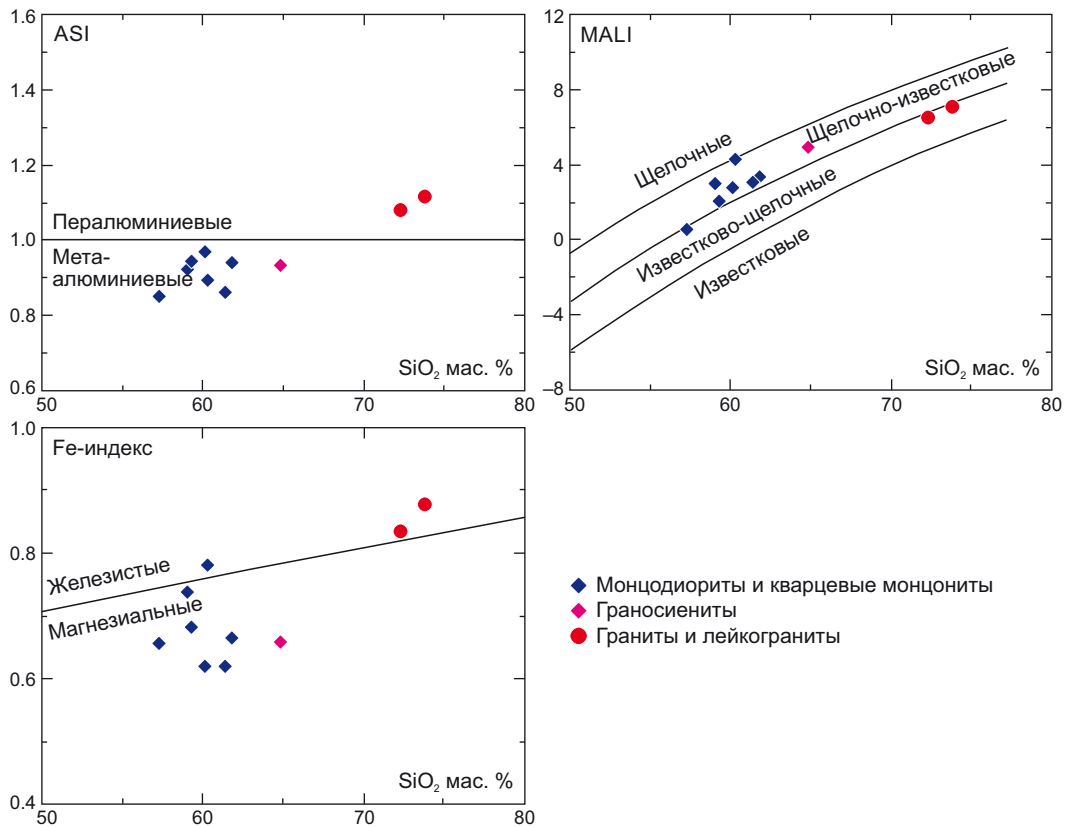 1.6
1.4
1.2
1.0
0.8
0.6
ASI
Пералюминиевые
Мета-
алюминиевые
SiO₂ мас. %
50
60
70
80
12
8
4
0
–4
–8
MALI
Щелочные
Щелочно-известковые
Известково-щелочные
Известковые
SiO₂ мас. %
50
60
70
80
1.0
0.8
0.6
0.4
Fe-индекс
Железистые
Магнезиальные
SiO₂ мас. %
50
60
70
80
Монцодиориты и кварцевые монцониты
Граносиениты
Граниты и лейкограниты